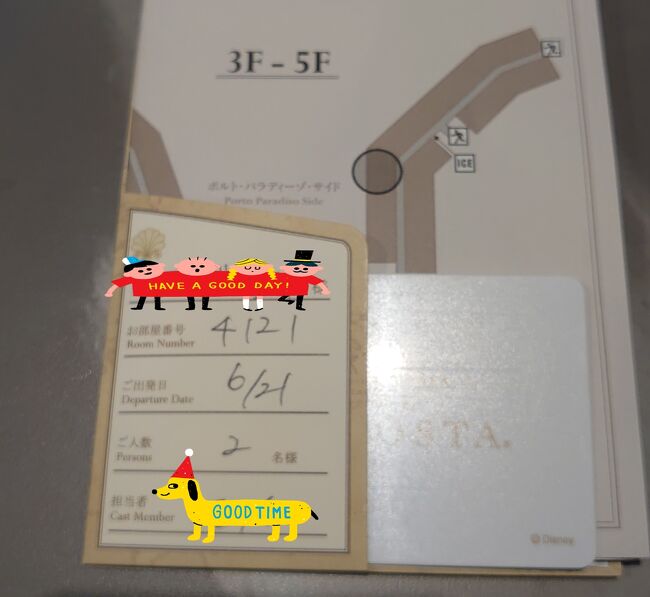 3F – 5F
ICE
ポルト・パラディーゾ・サイド
Porto Paradiso Side
HAVE A GOOD DAY!
お部屋番号
Room Number
4121
ご出発日
Departure Date
6/21
ご人数
Persons
2
名様
担当者
Cast Member
GOOD TIME
OSTA.
© Disney